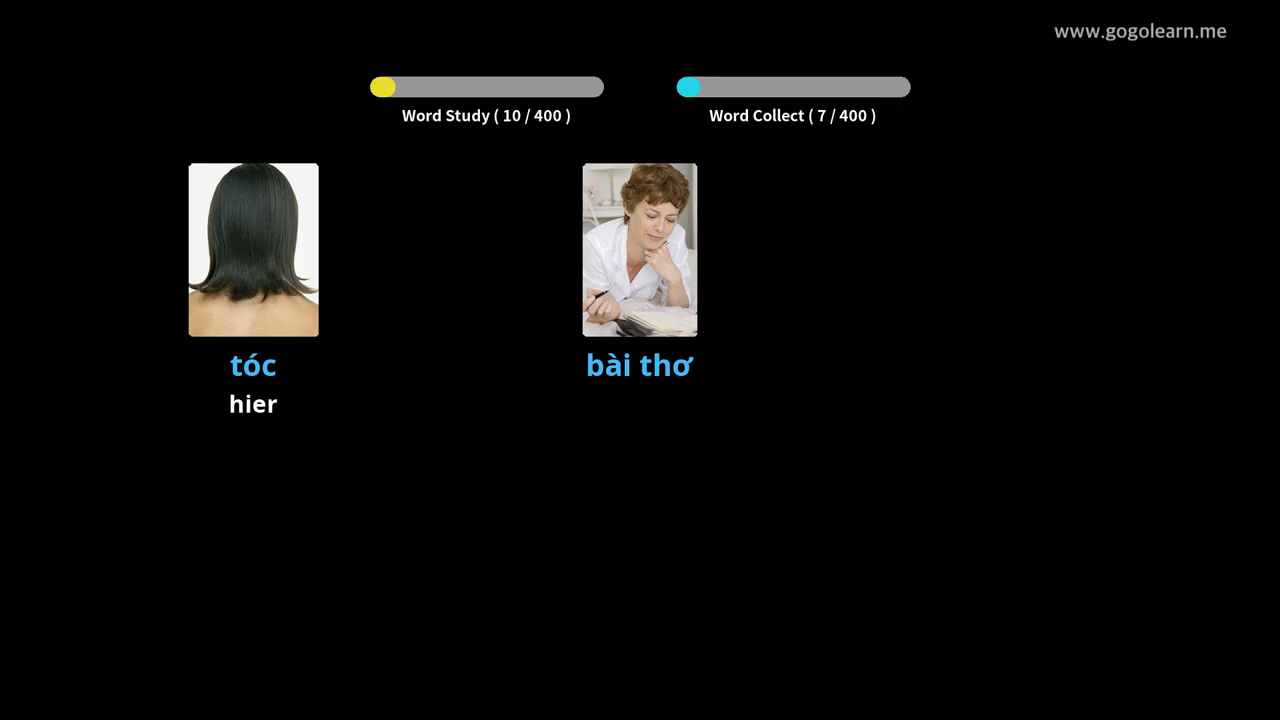 www.gogolearn.me
Word Study ( 10 / 400 )
Word Collect ( 7 / 400 )
tóc
hier
bài thơ